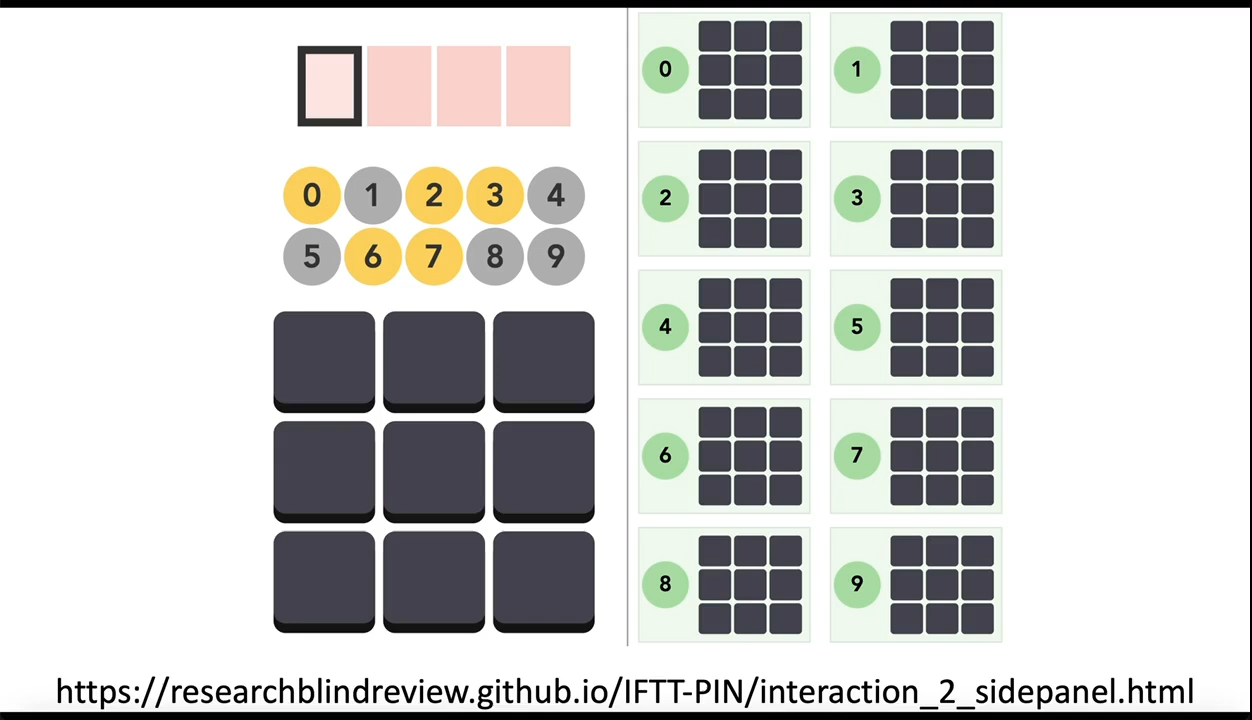 0 1 2 3 4
5 6 7 8 9
0 1
2 3
4 5
6 7
8 9
https://researchblindreview.github.io/IFTT-PIN/interaction_2_sidepanel.html